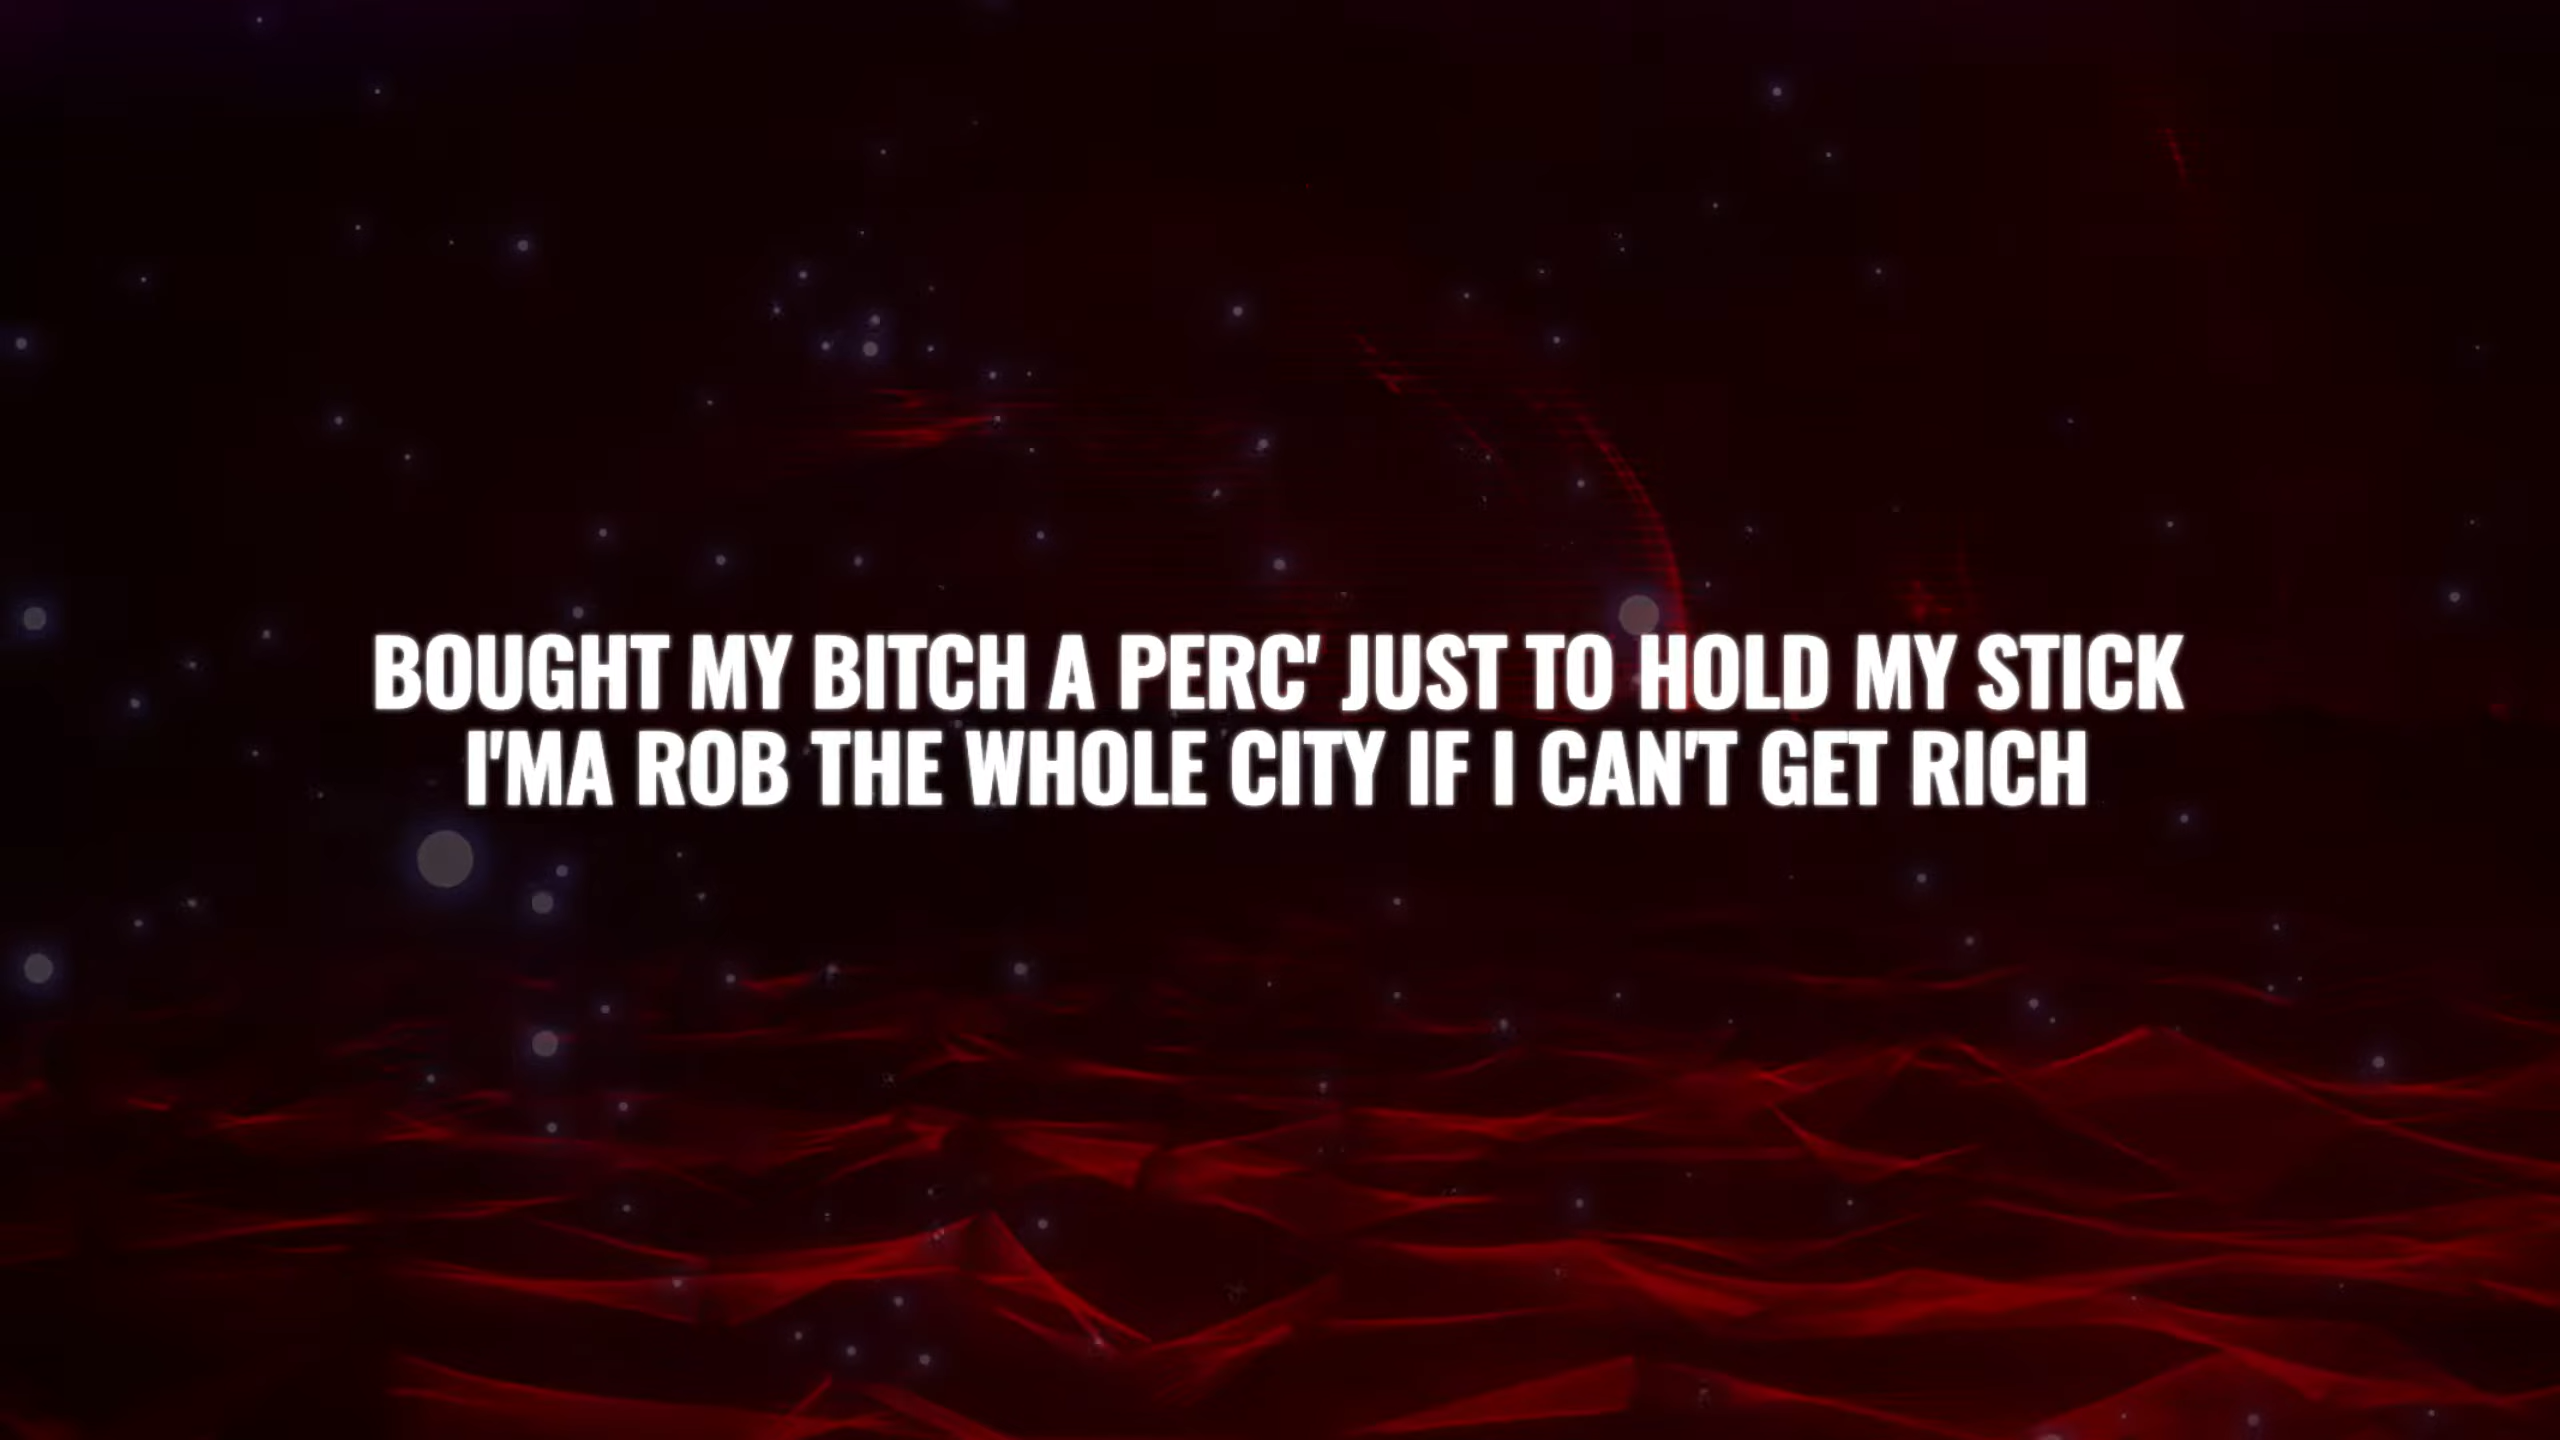 BOUGHT MY BITCH A PERC' JUST TO HOLD MY STICK
I'MA ROB THE WHOLE CITY IF I CAN'T GET RICH